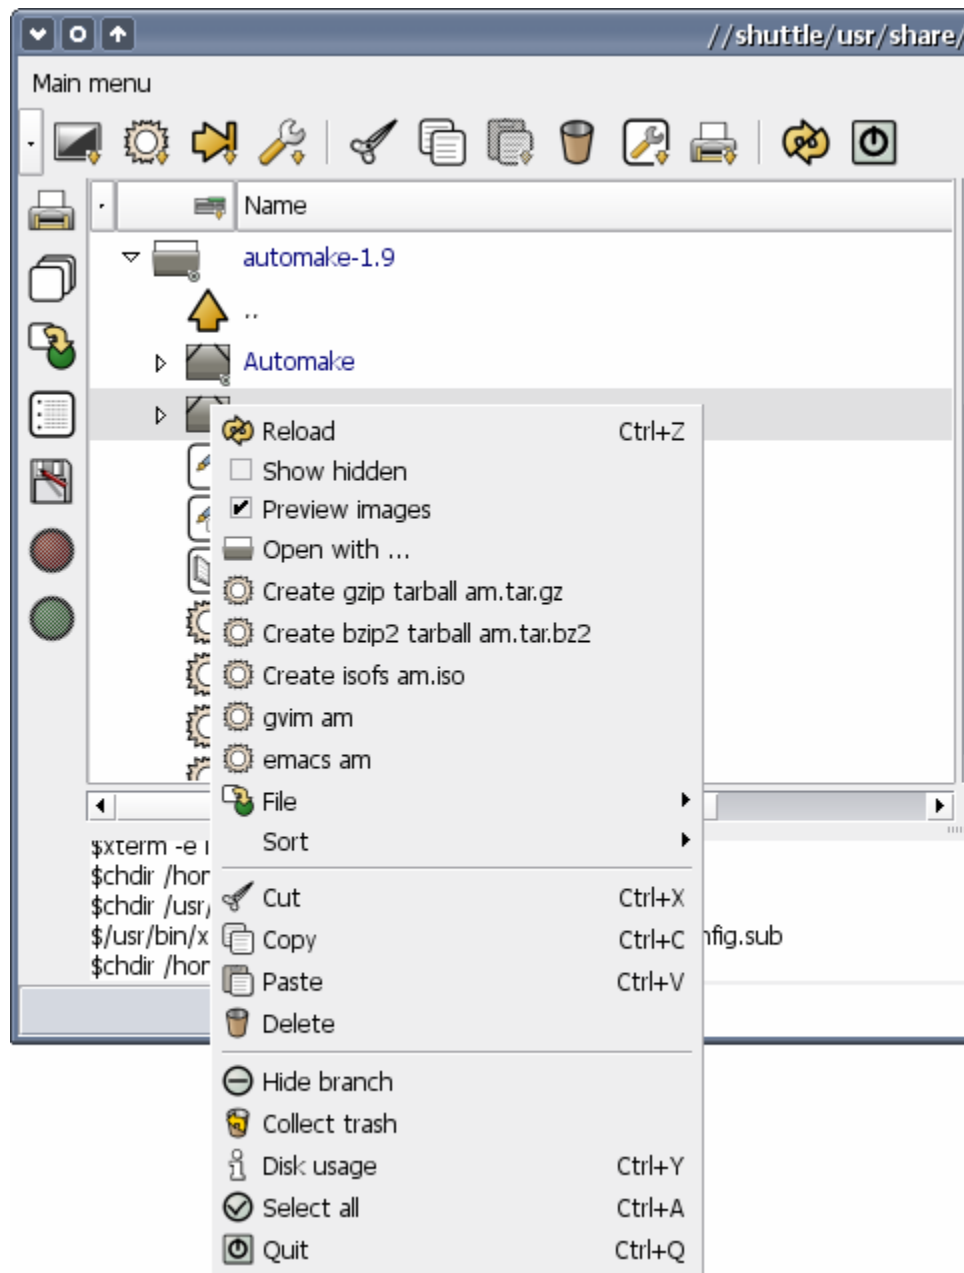 //shuttle/usr/share/
Main menu
Name
automake-1.9
..
Automake
Reload Ctrl+Z
Show hidden
Preview images
Open with ...
Create gzip tarball am.tar.gz
Create bzip2 tarball am.tar.bz2
Create isofs am.iso
gvim am
emacs am
File
Sort
$xterm -e
$chdir /hom
$chdir /usr/
$/usr/bin/x nfig.sub
$chdir /hom
Cut Ctrl+X
Copy Ctrl+C
Paste Ctrl+V
Delete
Hide branch
Collect trash
Disk usage Ctrl+Y
Select all Ctrl+A
Quit Ctrl+Q